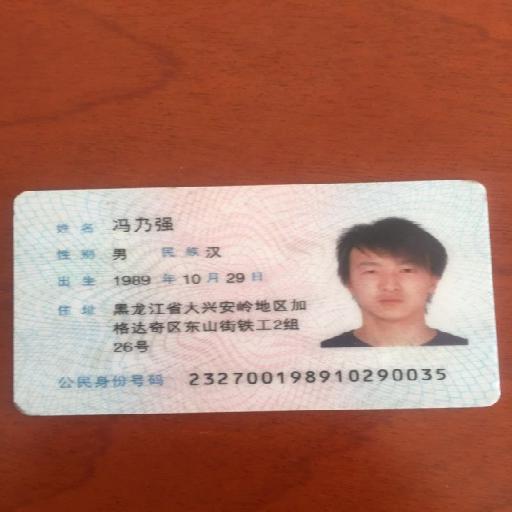 姓名 冯乃强
性别 男 民族 汉
出生 1989 年 10 月 29 日
住址 黑龙江省大兴安岭地区加
格达奇区东山街铁工2组
26号
公民身份号码 232700198910290035